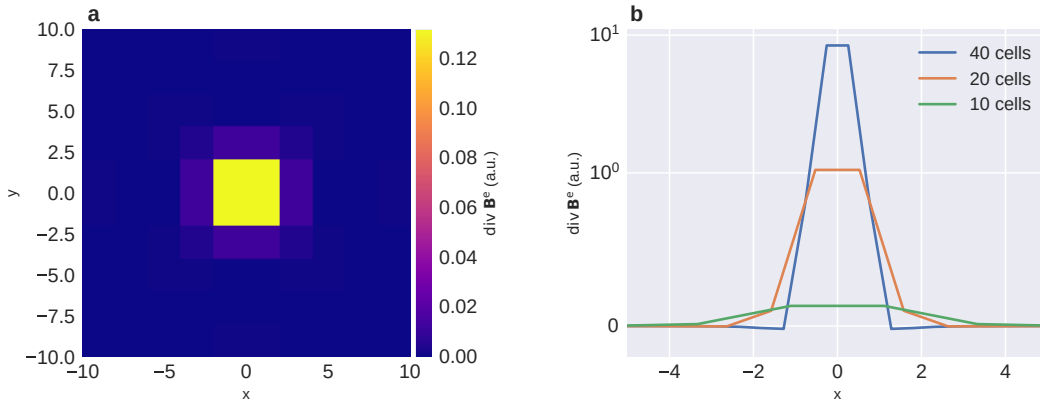 a
10.0
7.5
5.0
2.5
0.0
−2.5
−5.0
−7.5
−10.0
y
−10
−5
0
5
10
x
0.12
0.10
0.08
0.06
0.04
0.02
0.00
div Bᵉ (a.u.)
b
10¹
10⁰
0
div Bᵉ (a.u.)
40 cells
20 cells
10 cells
−4
−2
0
2
4
x